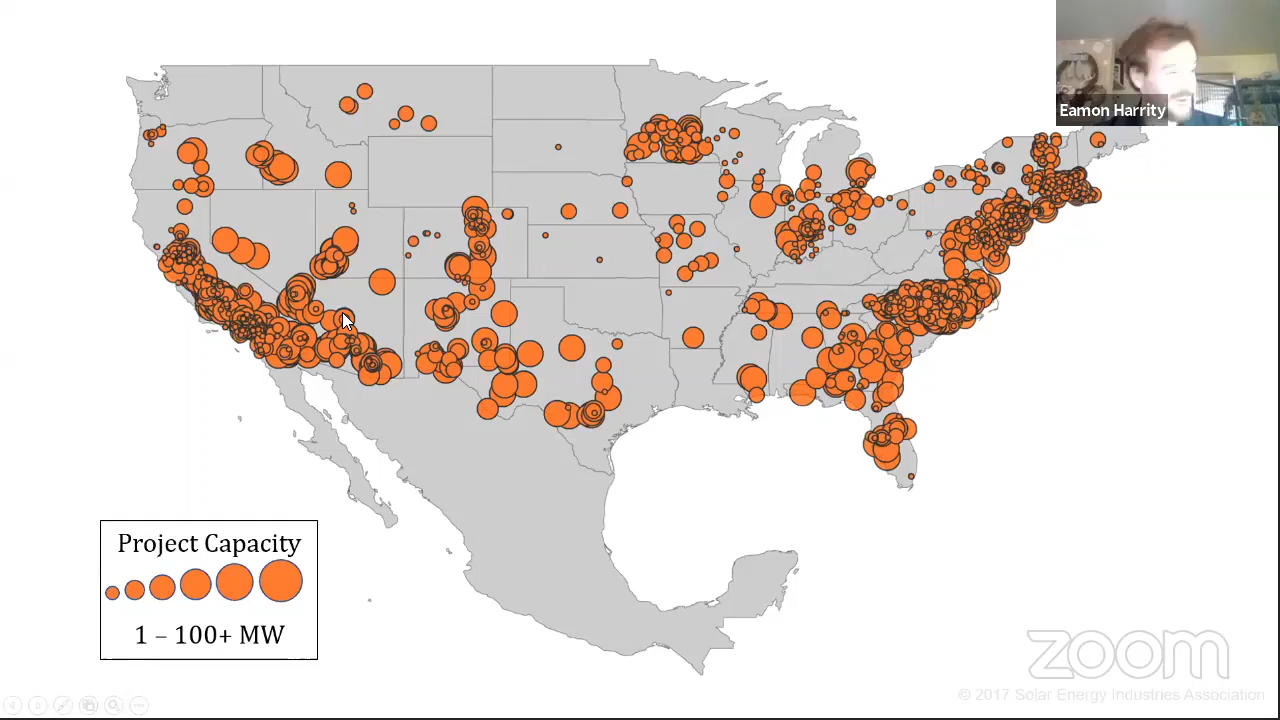 Eamon Harrity
Project Capacity
1 – 100+ MW
zoom
© 2017 Solar Energy Industries Association